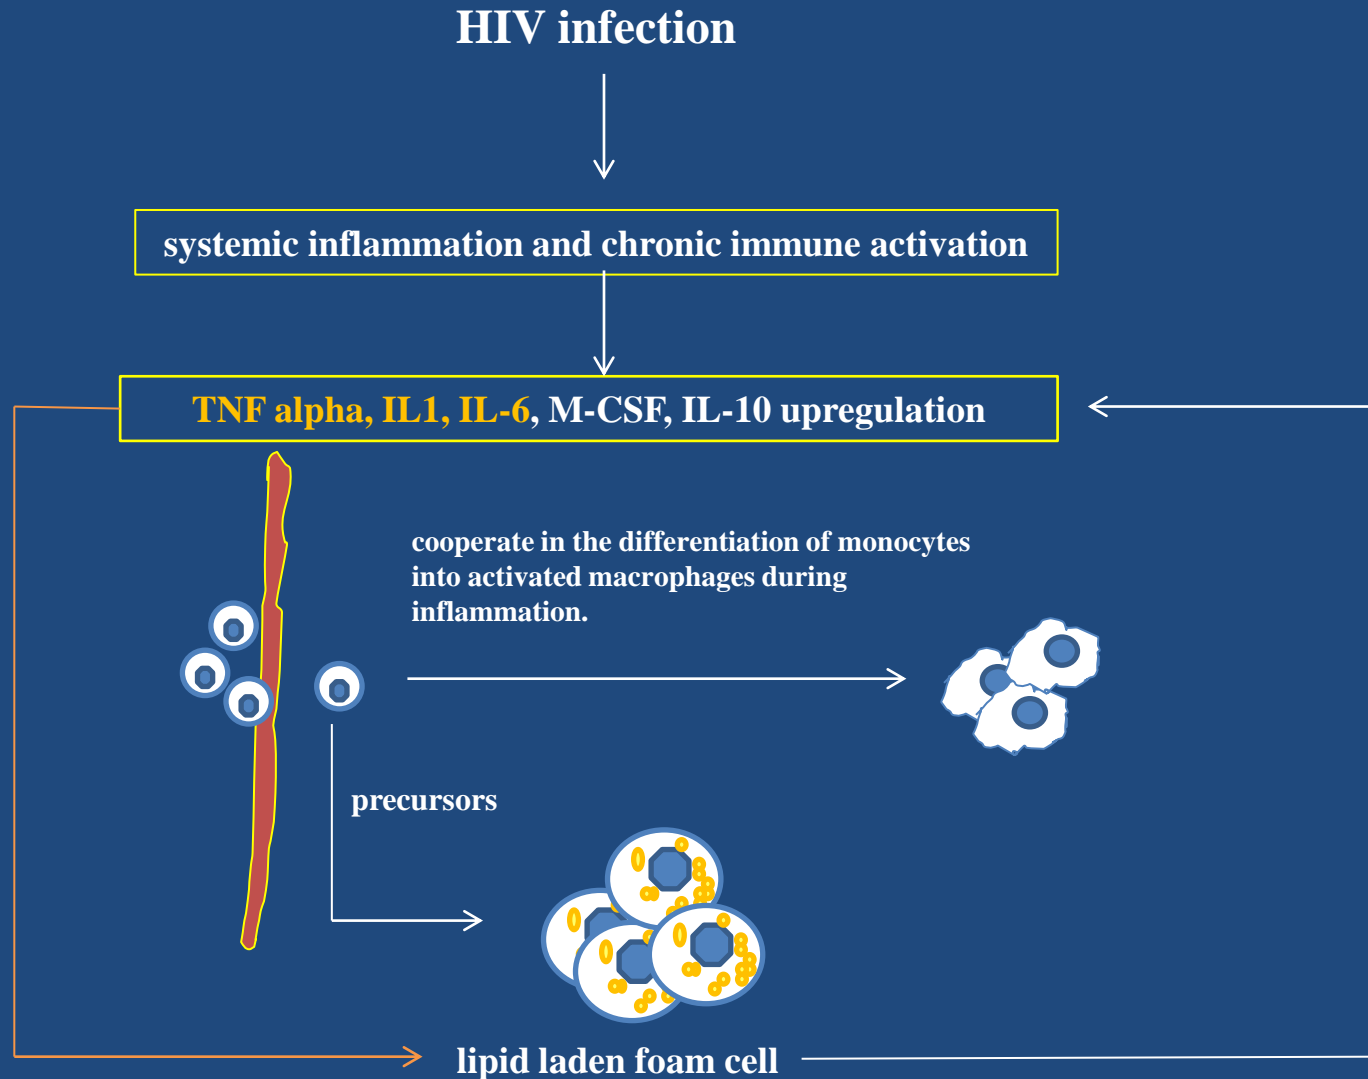 HIV infection
systemic inflammation and chronic immune activation
TNF alpha, IL1, IL-6, M-CSF, IL-10 upregulation
cooperate in the differentiation of monocytes
into activated macrophages during
inflammation.
precursors
lipid laden foam cell